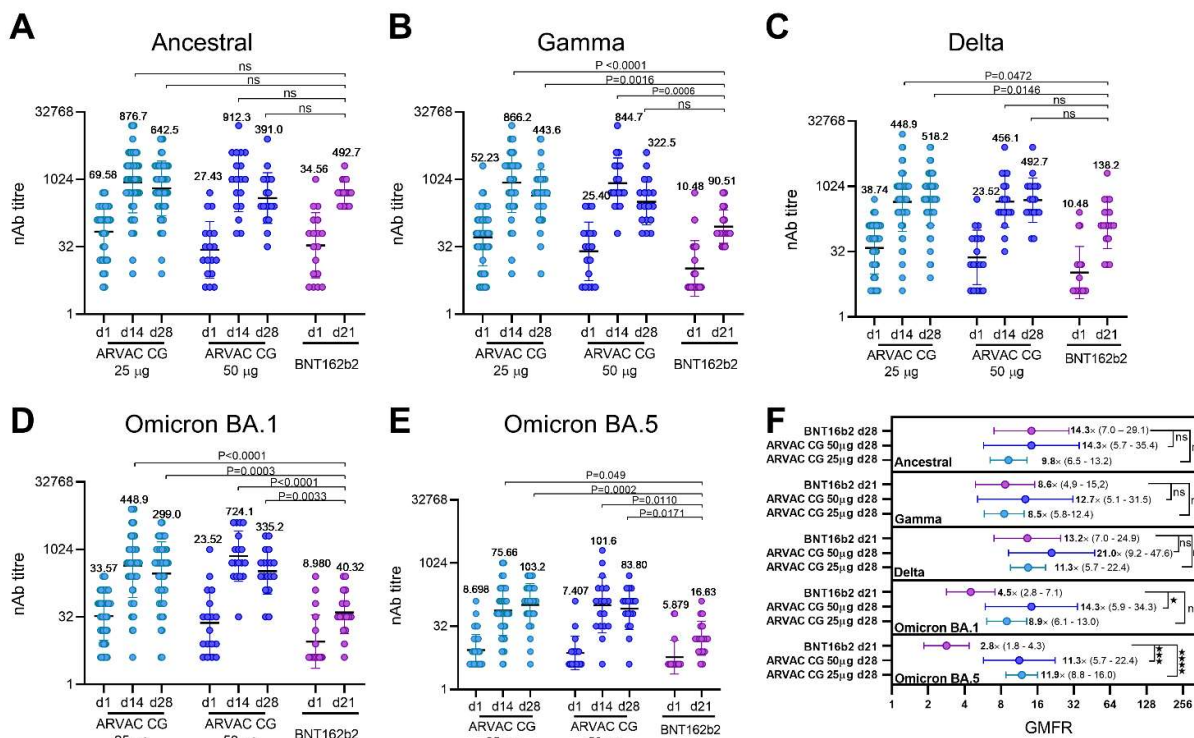 A
Ancestral
ns
ns
ns
ns
nAb titre
32768
1024
32
1
69.58
876.7
642.5
27.43
912.3
391.0
34.56
492.7
d1 d14 d28 d1 d14 d28 d1 d21
ARVAC CG ARVAC CG BNT162b2
25 µg 50 µg
B
Gamma
P <0.0001
P=0.0016
P=0.0006
ns
nAb titre
32768
1024
32
1
52.23
866.2
443.6
25.40
844.7
322.5
10.48
90.51
d1 d14 d28 d1 d14 d28 d1 d21
ARVAC CG ARVAC CG BNT162b2
25 µg 50 µg
C
Delta
P=0.0472
P=0.0146
ns
ns
nAb titre
32768
1024
32
1
38.74
448.9
518.2
23.52
456.1
492.7
10.48
138.2
d1 d14 d28 d1 d14 d28 d1 d21
ARVAC CG ARVAC CG BNT162b2
25 µg 50 µg
D
Omicron BA.1
P<0.0001
P=0.0003
P<0.0001
P=0.0033
nAb titre
32768
1024
32
1
33.57
448.9
299.0
23.52
724.1
335.2
8.980
40.32
d1 d14 d28 d1 d14 d28 d1 d21
ARVAC CG ARVAC CG BNT162b2
E
Omicron BA.5
P=0.049
P=0.0002
P=0.0110
P=0.0171
nAb titre
32768
1024
32
1
8.698
75.66
103.2
7.407
101.6
83.80
5.879
16.63
d1 d14 d28 d1 d14 d28 d1 d21
ARVAC CG ARVAC CG BNT162b2
F
BNT16b2 d28 14.3× (7.0 – 29.1)
ARVAC CG 50µg d28 14.3× (5.7 - 35.4) ns
ARVAC CG 25µg d28 9.8× (6.5 - 13.2)
Ancestral
BNT16b2 d21 8.6× (4,9 – 15,2)
ARVAC CG 50µg d28 12.7× (5.1 - 31.5) ns
ARVAC CG 25µg d28 8.5× (5.8-12.4)
Gamma
BNT16b2 d21 13.2× (7.0 – 24.9)
ARVAC CG 50µg d28 21.0× (9.2 - 47.6) ns
ARVAC CG 25µg d28 11.3× (5.7 - 22.4)
Delta
BNT16b2 d21 4.5× (2.8 - 7.1)
ARVAC CG 50µg d28 14.3× (5.9 - 34.3) ★
ARVAC CG 25µg d28 8.9× (6.1 - 13.0)
Omicron BA.1
BNT16b2 d21 2.8× (1.8 – 4.3)
ARVAC CG 50µg d28 11.3× (5.7 - 22.4) ★★★
ARVAC CG 25µg d28 11.9× (8.8 - 16.0) ★★★★
Omicron BA.5
1 2 4 8 16 32 64 128 256
GMFR